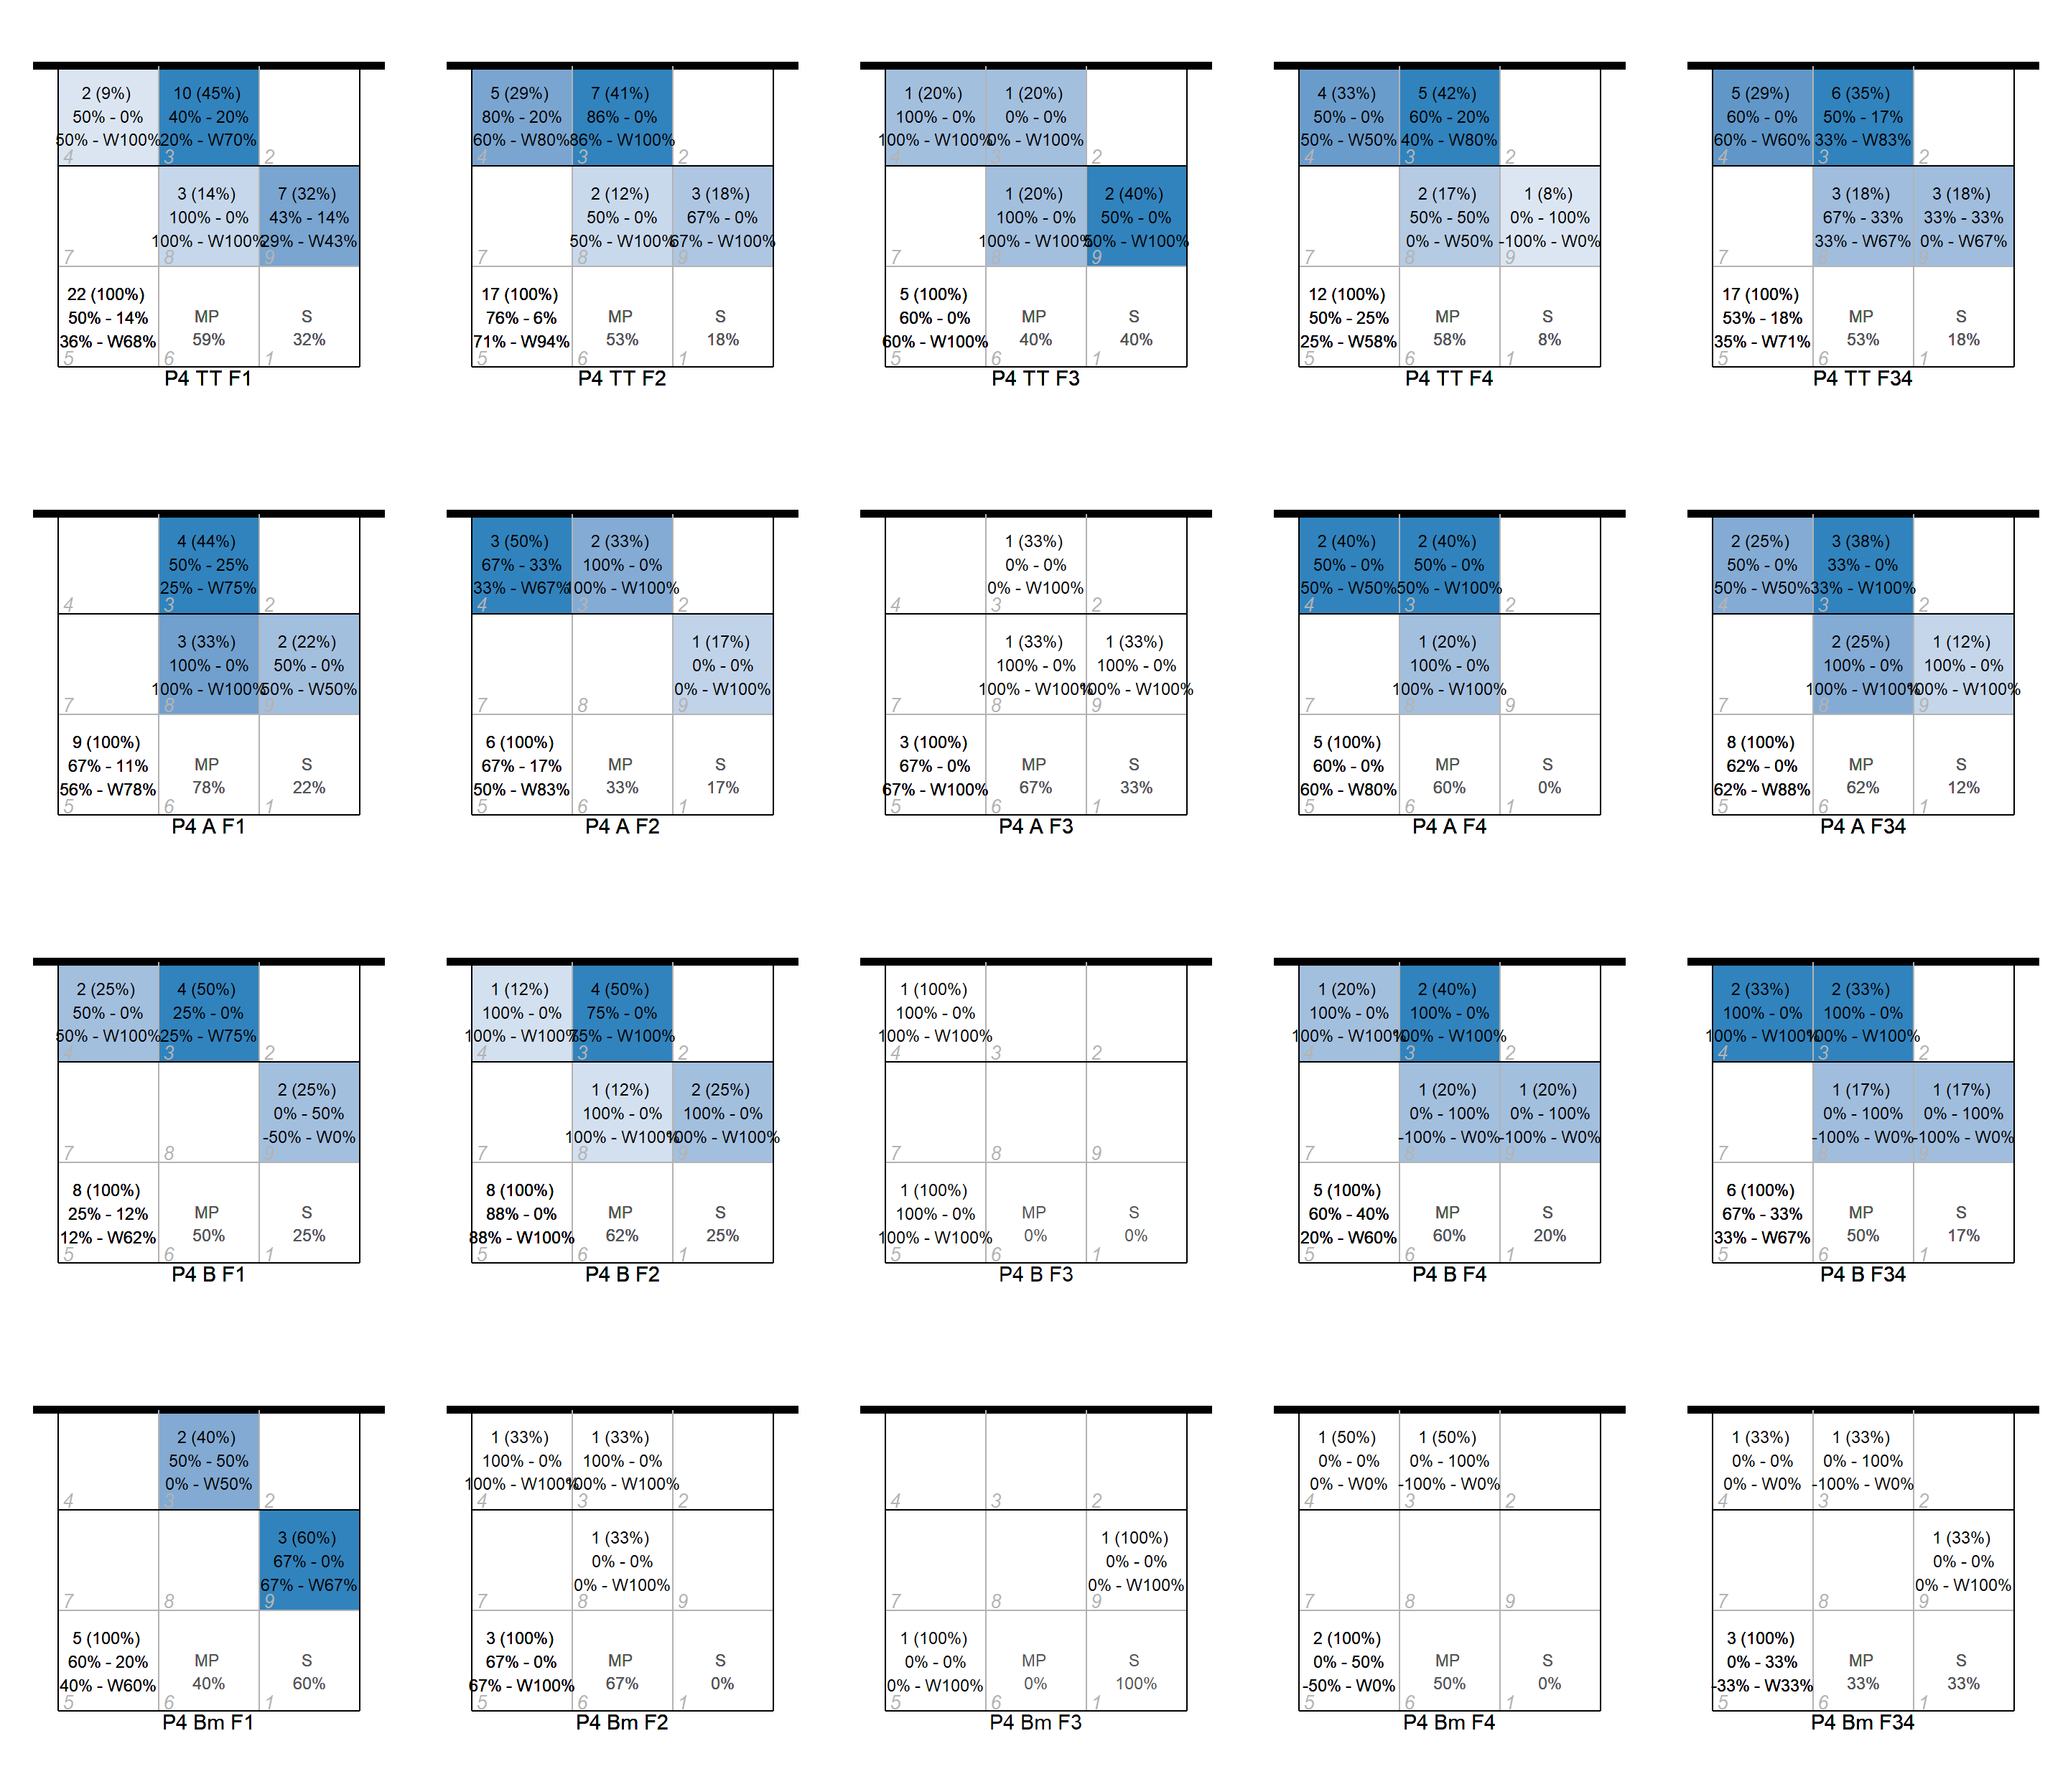 2 (9%)
50% - 0%
50% - W100%
4
10 (45%)
40% - 20%
20% - W70%
3
2
7
3 (14%)
100% - 0%
100% - W100%
8
7 (32%)
43% - 14%
29% - W43%
9
22 (100%)
50% - 14%
36% - W68%
5
MP
59%
6
S
32%
1
P4 TT F1
5 (29%)
80% - 20%
60% - W80%
4
7 (41%)
86% - 0%
86% - W100%
3
2
7
2 (12%)
50% - 0%
50% - W100%
8
3 (18%)
67% - 0%
67% - W100%
9
17 (100%)
76% - 6%
71% - W94%
5
MP
53%
6
S
18%
1
P4 TT F2
1 (20%)
100% - 0%
100% - W100%
4
1 (20%)
0% - 0%
0% - W100%
3
2
7
1 (20%)
100% - 0%
100% - W100%
8
2 (40%)
50% - 0%
50% - W100%
9
5 (100%)
60% - 0%
60% - W100%
5
MP
40%
6
S
40%
1
P4 TT F3
4 (33%)
50% - 0%
50% - W50%
4
5 (42%)
60% - 20%
40% - W80%
3
2
7
2 (17%)
50% - 50%
0% - W50%
8
1 (8%)
0% - 100%
-100% - W0%
9
12 (100%)
50% - 25%
25% - W58%
5
MP
58%
6
S
8%
1
P4 TT F4
5 (29%)
60% - 0%
60% - W60%
4
6 (35%)
50% - 17%
33% - W83%
3
2
7
3 (18%)
67% - 33%
33% - W67%
8
3 (18%)
33% - 33%
0% - W67%
9
17 (100%)
53% - 18%
35% - W71%
5
MP
53%
6
S
18%
1
P4 TT F34
4
4 (44%)
50% - 25%
25% - W75%
3
2
7
3 (33%)
100% - 0%
100% - W100%
8
2 (22%)
50% - 0%
50% - W50%
9
9 (100%)
67% - 11%
56% - W78%
5
MP
78%
6
S
22%
1
P4 A F1
3 (50%)
67% - 33%
33% - W67%
4
2 (33%)
100% - 0%
100% - W100%
3
2
7
8
1 (17%)
0% - 0%
0% - W100%
9
6 (100%)
67% - 17%
50% - W83%
5
MP
33%
6
S
17%
1
P4 A F2
4
1 (33%)
0% - 0%
0% - W100%
3
2
7
1 (33%)
100% - 0%
100% - W100%
8
1 (33%)
100% - 0%
100% - W100%
9
3 (100%)
67% - 0%
67% - W100%
5
MP
67%
6
S
33%
1
P4 A F3
2 (40%)
50% - 0%
50% - W50%
4
2 (40%)
50% - 0%
50% - W100%
3
2
7
1 (20%)
100% - 0%
100% - W100%
8
9
5 (100%)
60% - 0%
60% - W80%
5
MP
60%
6
S
0%
1
P4 A F4
2 (25%)
50% - 0%
50% - W50%
4
3 (38%)
33% - 0%
33% - W100%
3
2
7
2 (25%)
100% - 0%
100% - W100%
8
1 (12%)
100% - 0%
100% - W100%
9
8 (100%)
62% - 0%
62% - W88%
5
MP
62%
6
S
12%
1
P4 A F34
2 (25%)
50% - 0%
50% - W100%
4
4 (50%)
25% - 0%
25% - W75%
3
2
7
8
2 (25%)
0% - 50%
-50% - W0%
9
8 (100%)
25% - 12%
12% - W62%
5
MP
50%
6
S
25%
1
P4 B F1
1 (12%)
100% - 0%
100% - W100%
4
4 (50%)
75% - 0%
75% - W100%
3
2
7
1 (12%)
100% - 0%
100% - W100%
8
2 (25%)
100% - 0%
100% - W100%
9
8 (100%)
88% - 0%
88% - W100%
5
MP
62%
6
S
25%
1
P4 B F2
1 (100%)
100% - 0%
100% - W100%
4
3
2
7
8
9
1 (100%)
100% - 0%
100% - W100%
5
MP
0%
6
S
0%
1
P4 B F3
1 (20%)
100% - 0%
100% - W100%
4
2 (40%)
100% - 0%
100% - W100%
3
2
7
1 (20%)
0% - 100%
-100% - W0%
8
1 (20%)
0% - 100%
-100% - W0%
9
5 (100%)
60% - 40%
20% - W60%
5
MP
60%
6
S
20%
1
P4 B F4
2 (33%)
100% - 0%
100% - W100%
4
2 (33%)
100% - 0%
100% - W100%
3
2
7
1 (17%)
0% - 100%
-100% - W0%
8
1 (17%)
0% - 100%
-100% - W0%
9
6 (100%)
67% - 33%
33% - W67%
5
MP
50%
6
S
17%
1
P4 B F34
4
2 (40%)
50% - 50%
0% - W50%
3
2
7
8
3 (60%)
67% - 0%
67% - W67%
9
5 (100%)
60% - 20%
40% - W60%
5
MP
40%
6
S
60%
1
P4 Bm F1
1 (33%)
100% - 0%
100% - W100%
4
1 (33%)
100% - 0%
100% - W100%
3
2
7
1 (33%)
0% - 0%
0% - W100%
8
9
3 (100%)
67% - 0%
67% - W100%
5
MP
67%
6
S
0%
1
P4 Bm F2
4
3
2
7
8
1 (100%)
0% - 0%
0% - W100%
9
1 (100%)
0% - 0%
0% - W100%
5
MP
0%
6
S
100%
1
P4 Bm F3
1 (50%)
0% - 0%
0% - W0%
4
1 (50%)
0% - 100%
-100% - W0%
3
2
7
8
9
2 (100%)
0% - 50%
-50% - W0%
5
MP
50%
6
S
0%
1
P4 Bm F4
1 (33%)
0% - 0%
0% - W0%
4
1 (33%)
0% - 100%
-100% - W0%
3
2
7
8
1 (33%)
0% - 0%
0% - W100%
9
3 (100%)
0% - 33%
-33% - W33%
5
MP
33%
6
S
33%
1
P4 Bm F34